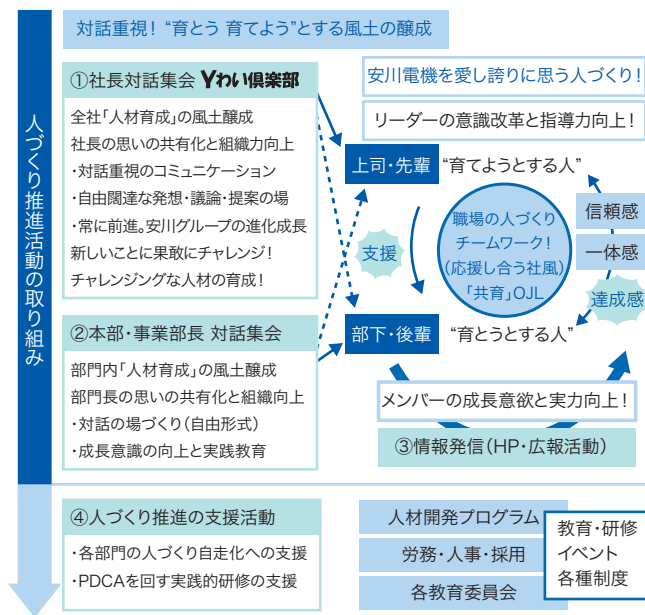 対話重視！ “育とう 育てよう”とする風土の醸成
人づくり推進活動の取り組み
①社長対話集会 Yわい倶楽部
全社「人材育成」の風土醸成
社長の思いの共有化と組織力向上
・対話重視のコミュニケーション
・自由闊達な発想・議論・提案の場
・常に前進。安川グループの進化成長
新しいことに果敢にチャレンジ！
チャレンジングな人材の育成！
②本部・事業部長 対話集会
部門内「人材育成」の風土醸成
部門長の思いの共有化と組織向上
・対話の場づくり（自由形式）
・成長意識の向上と実践教育
安川電機を愛し誇りに思う人づくり！
リーダーの意識改革と指導力向上！
上司・先輩 “育てようとする人”
支援
職場の人づくり
チームワーク！
（応援し合う社風）
「共育」OJL
信頼感
一体感
達成感
部下・後輩 “育とうとする人”
メンバーの成長意欲と実力向上！
③情報発信（HP・広報活動）
④人づくり推進の支援活動
・各部門の人づくり自走化への支援
・PDCAを回す実践的研修の支援
人材開発プログラム
労務・人事・採用
各教育委員会
教育・研修
イベント
各種制度